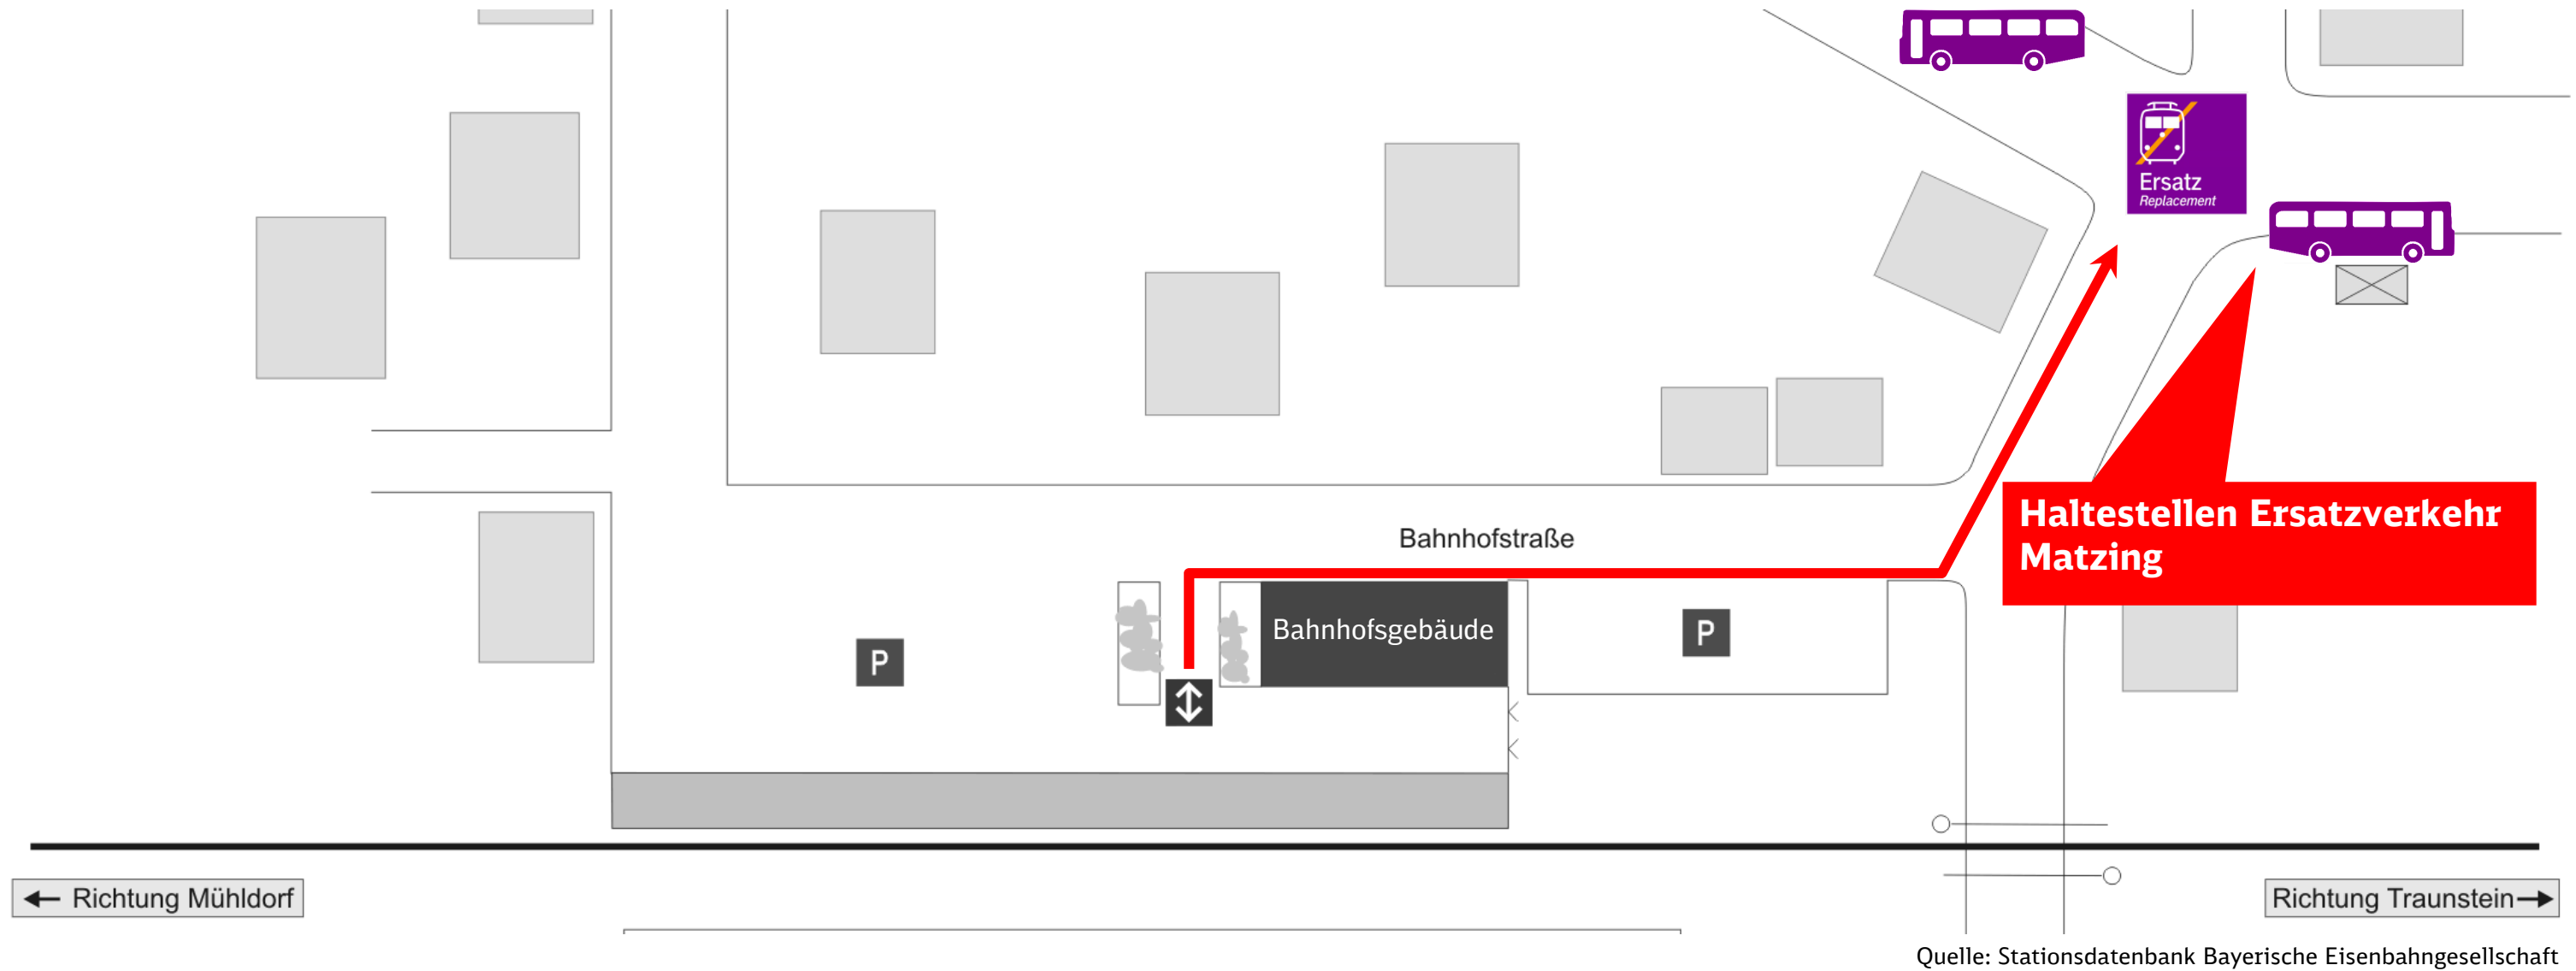 Ersatz
Replacement
Haltestellen Ersatzverkehr
Matzing
Bahnhofstraße
Bahnhofsgebäude
P
P
← Richtung Mühldorf
Richtung Traunstein→
Quelle: Stationsdatenbank Bayerische Eisenbahngesellschaft